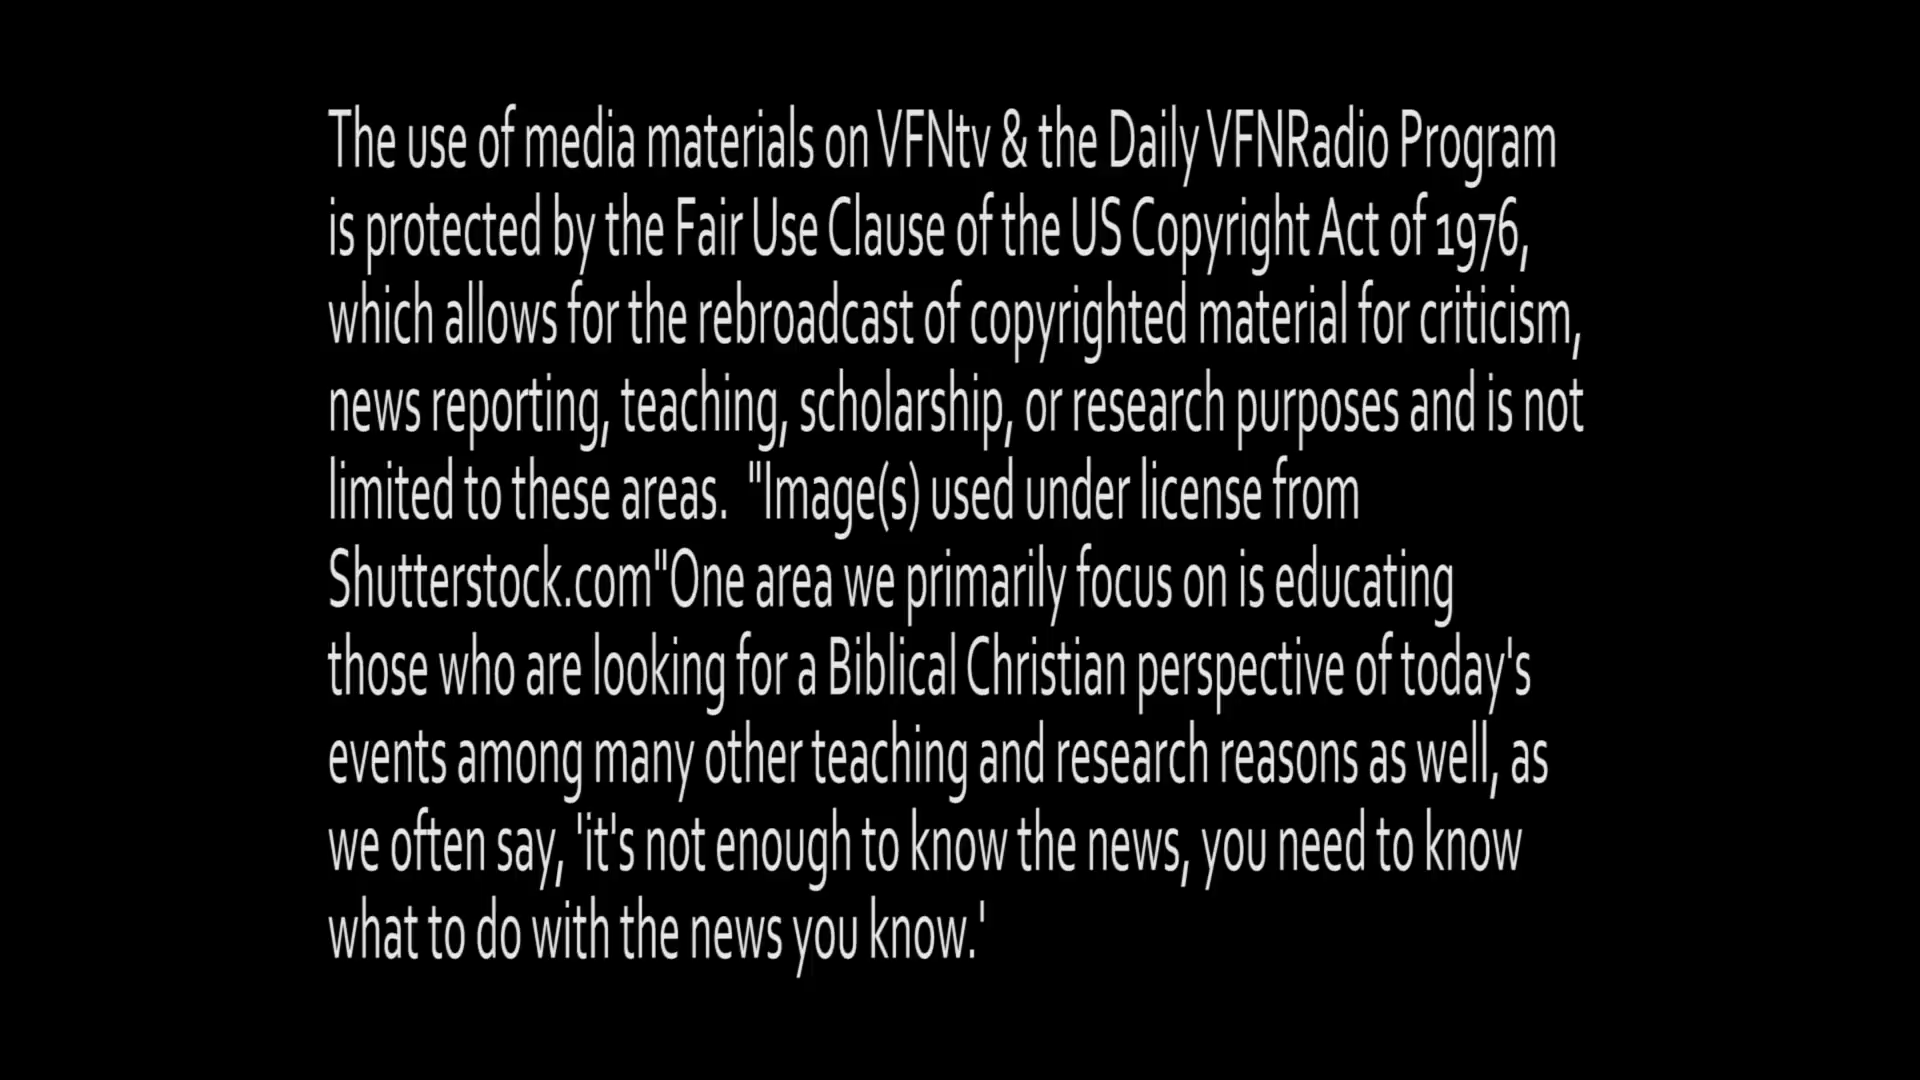 The use of media materials on VFNtv & the Daily VFNRadio Program
is protected by the Fair Use Clause of the US Copyright Act of 1976,
which allows for the rebroadcast of copyrighted material for criticism,
news reporting, teaching, scholarship, or research purposes and is not
limited to these areas.  "Image(s) used under license from
Shutterstock.com"One area we primarily focus on is educating
those who are looking for a Biblical Christian perspective of today's
events among many other teaching and research reasons as well, as
we often say, 'it's not enough to know the news, you need to know
what to do with the news you know.'